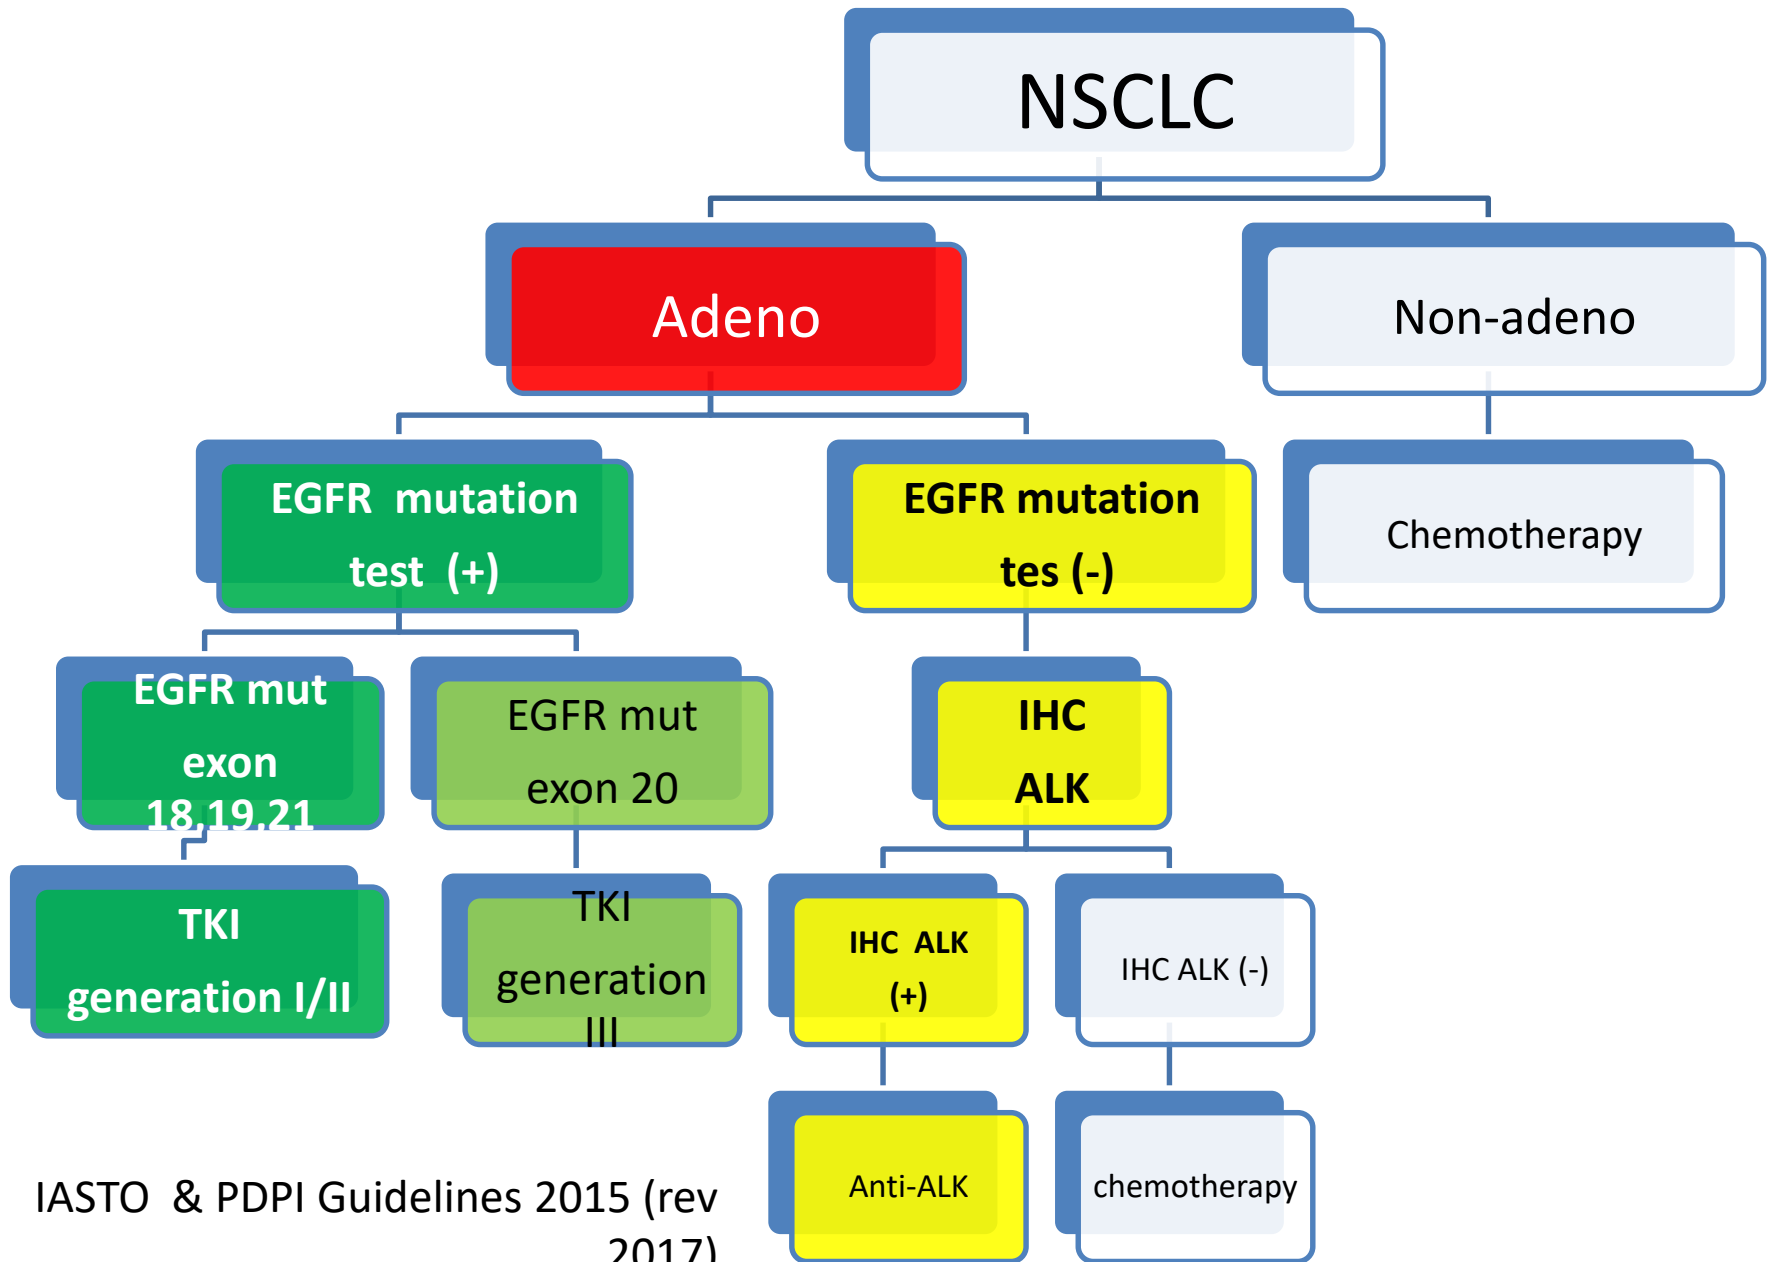 NSCLC
Adeno
Non-adeno
EGFR mutation
test (+)
EGFR mutation
tes (-)
Chemotherapy
EGFR mut
exon
18,19,21
EGFR mut
exon 20
IHC
ALK
TKI
generation I/II
TKI
generation
III
IHC ALK
(+)
IHC ALK (-)
Anti-ALK
chemotherapy
IASTO & PDPI Guidelines 2015 (rev
2017)